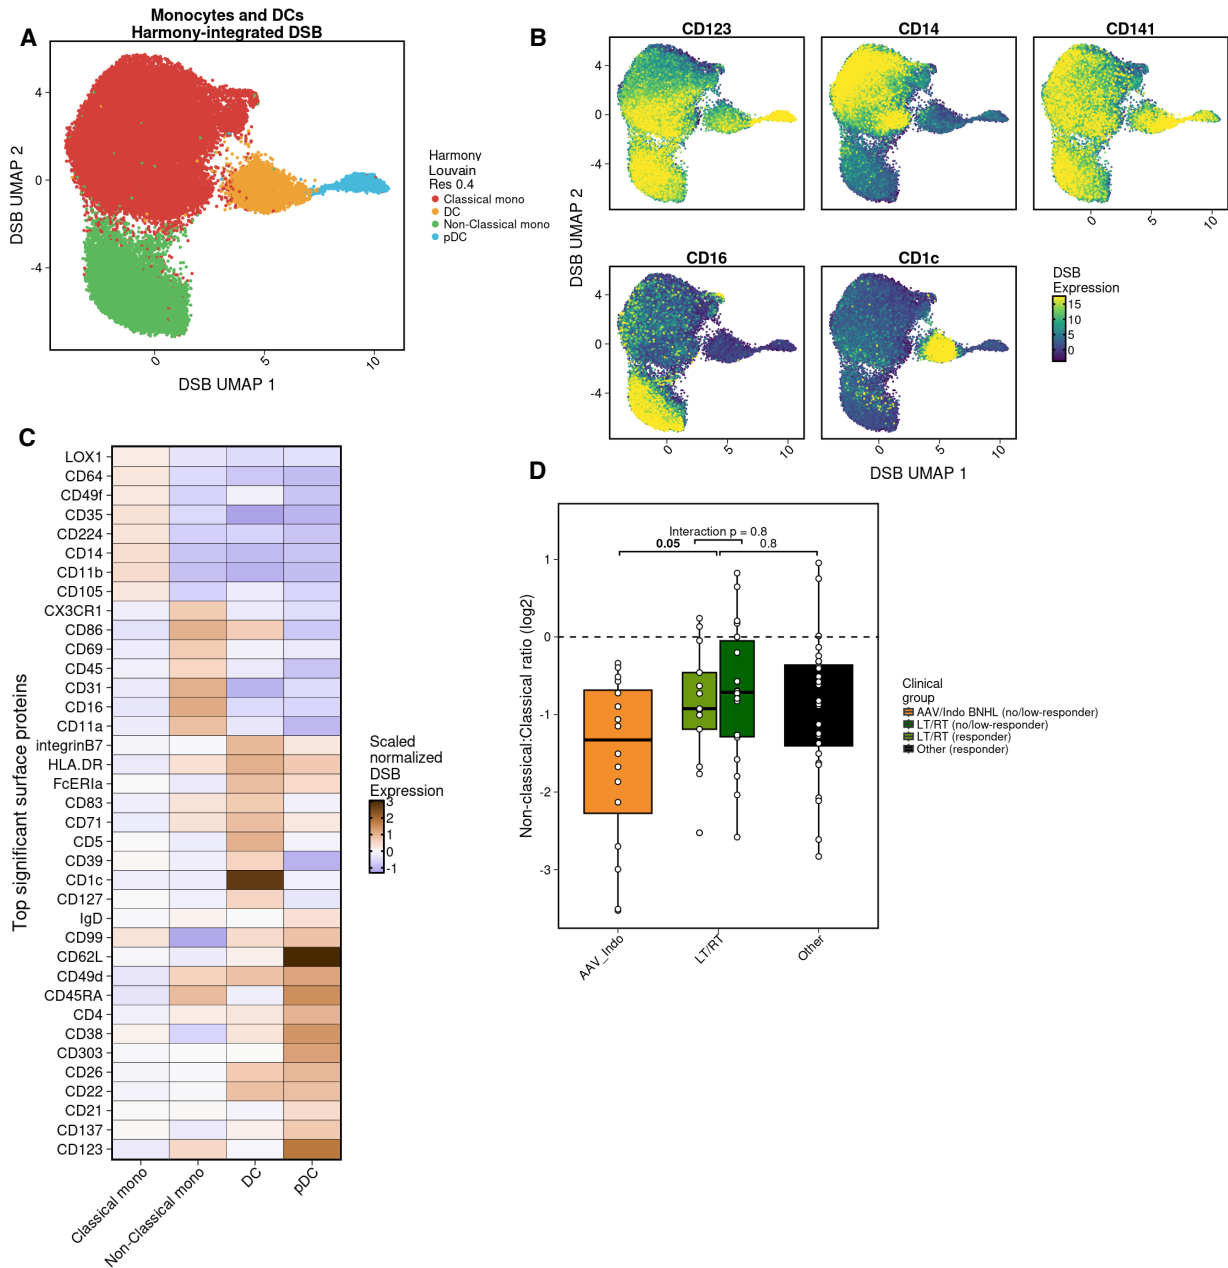 A
Monocytes and DCs
Harmony-integrated DSB
DSB UMAP 2
4
0
-4
0
5
10
DSB UMAP 1
Harmony
Louvain
Res 0.4
Classical mono
DC
Non-Classical mono
pDC
B
CD123
CD14
CD141
4
0
-4
0
5
10
CD16
CD1c
4
0
-4
0
5
10
0
5
10
DSB UMAP 2
DSB UMAP 1
DSB
Expression
15
10
5
0
C
Top significant surface proteins
LOX1
CD64
CD49f
CD35
CD224
CD14
CD11b
CD105
CX3CR1
CD86
CD69
CD45
CD31
CD16
CD11a
integrinB7
HLA.DR
FcERIa
CD83
CD71
CD5
CD39
CD1c
CD127
IgD
CD99
CD62L
CD49d
CD45RA
CD4
CD38
CD303
CD26
CD22
CD21
CD137
CD123
Classical mono
Non-Classical mono
DC
pDC
Scaled
normalized
DSB
Expression
3
2
1
0
-1
D
Interaction p = 0.8
0.05
0.8
Non-classical:Classical ratio (log2)
1
0
-1
-2
-3
AAV_Indo
LT/RT
Other
Clinical
group
AAV/Indo BNHL (no/low-responder)
LT/RT (no/low-responder)
LT/RT (responder)
Other (responder)